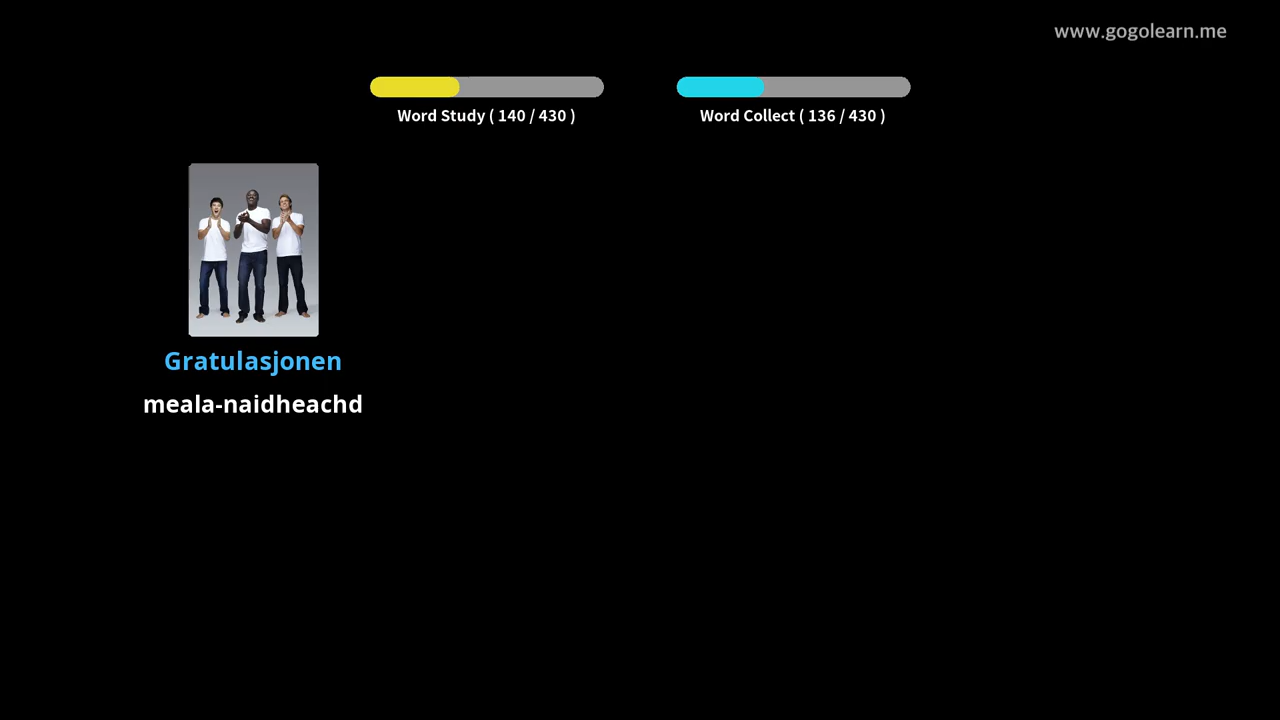 www.gogolearn.me
Word Study ( 140 / 430 )
Word Collect ( 136 / 430 )
Gratulasjonen
meala-naidheachd